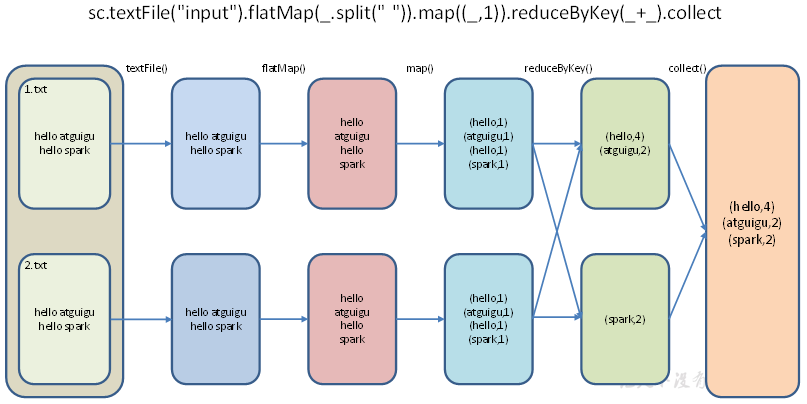 sc.textFile("input").flatMap(_.split(" ")).map((_,1)).reduceByKey(_+_).collect
textFile()
flatMap()
map()
reduceByKey()
collect()
1.txt
hello atguigu
hello spark
hello atguigu
hello spark
hello
atguigu
hello
spark
(hello,1)
(atguigu,1)
(hello,1)
(spark,1)
(hello,4)
(atguigu,2)
(hello,4)
(atguigu,2)
(spark,2)
2.txt
hello atguigu
hello spark
hello atguigu
hello spark
hello
atguigu
hello
spark
(hello,1)
(atguigu,1)
(hello,1)
(spark,1)
(spark,2)